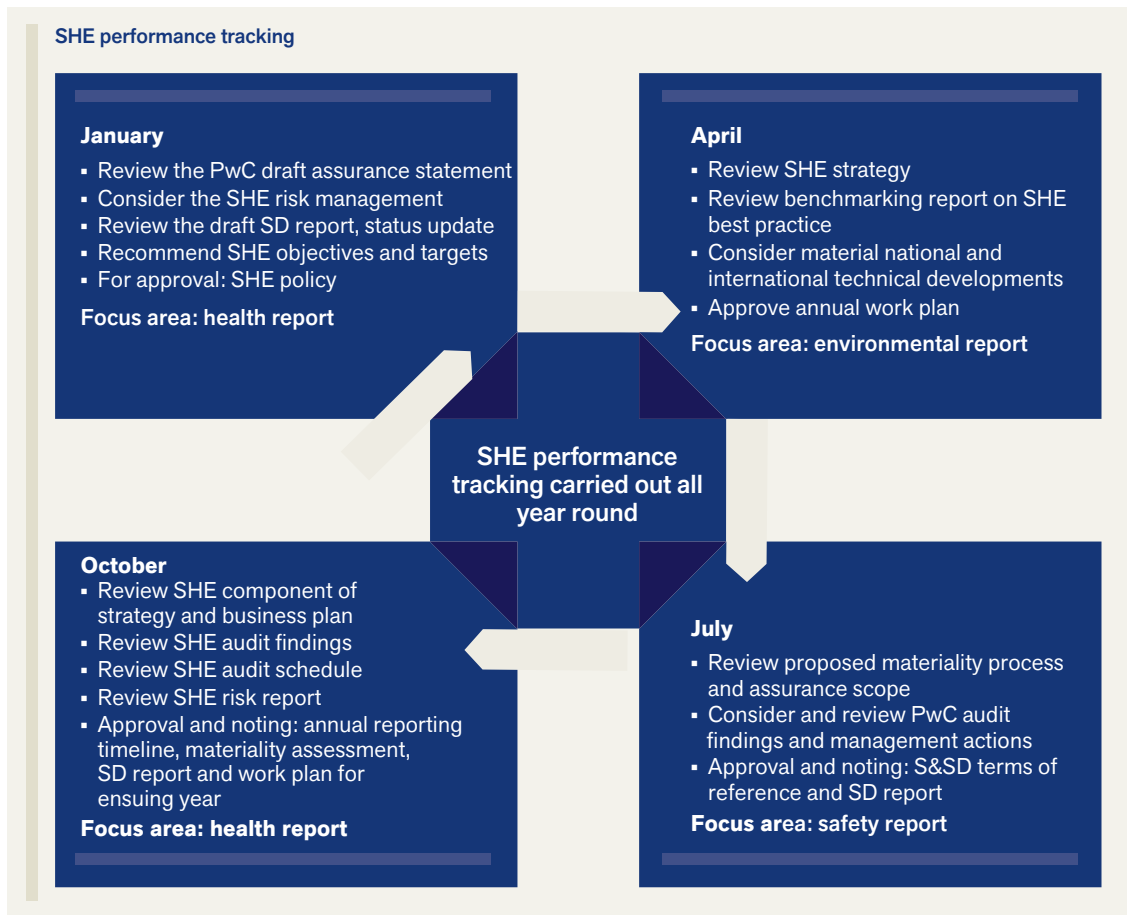 SHE performance tracking
January
▪ Review the PwC draft assurance statement
▪ Consider the SHE risk management
▪ Review the draft SD report, status update
▪ Recommend SHE objectives and targets
▪ For approval: SHE policy
Focus area: health report
April
▪ Review SHE strategy
▪ Review benchmarking report on SHE
best practice
▪ Consider material national and
international technical developments
▪ Approve annual work plan
Focus area: environmental report
SHE performance
tracking carried out all
year round
October
▪ Review SHE component of
strategy and business plan
▪ Review SHE audit findings
▪ Review SHE audit schedule
▪ Review SHE risk report
▪ Approval and noting: annual reporting
timeline, materiality assessment,
SD report and work plan for
ensuing year
Focus area: health report
July
▪ Review proposed materiality process
and assurance scope
▪ Consider and review PwC audit
findings and management actions
▪ Approval and noting: S&SD terms of
reference and SD report
Focus area: safety report